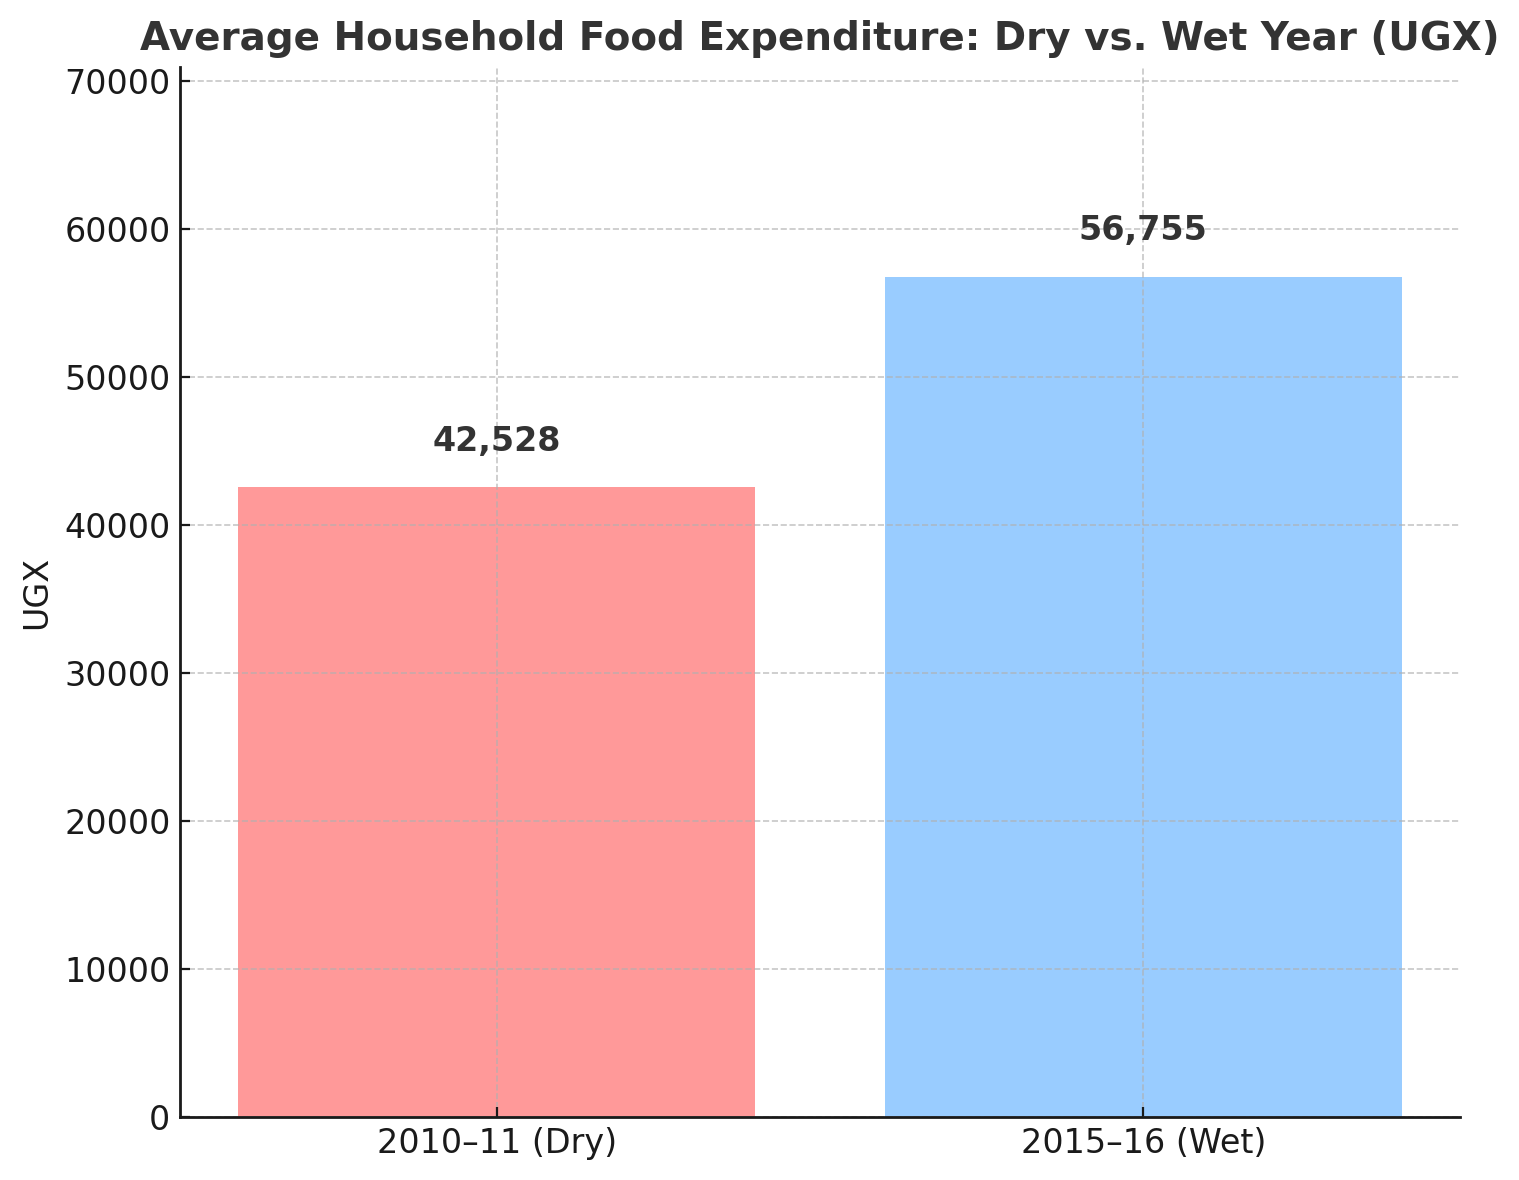 Average Household Food Expenditure: Dry vs. Wet Year (UGX)
70000
60000
50000
40000
30000
20000
10000
0
UGX
42,528
56,755
2010–11 (Dry)
2015–16 (Wet)